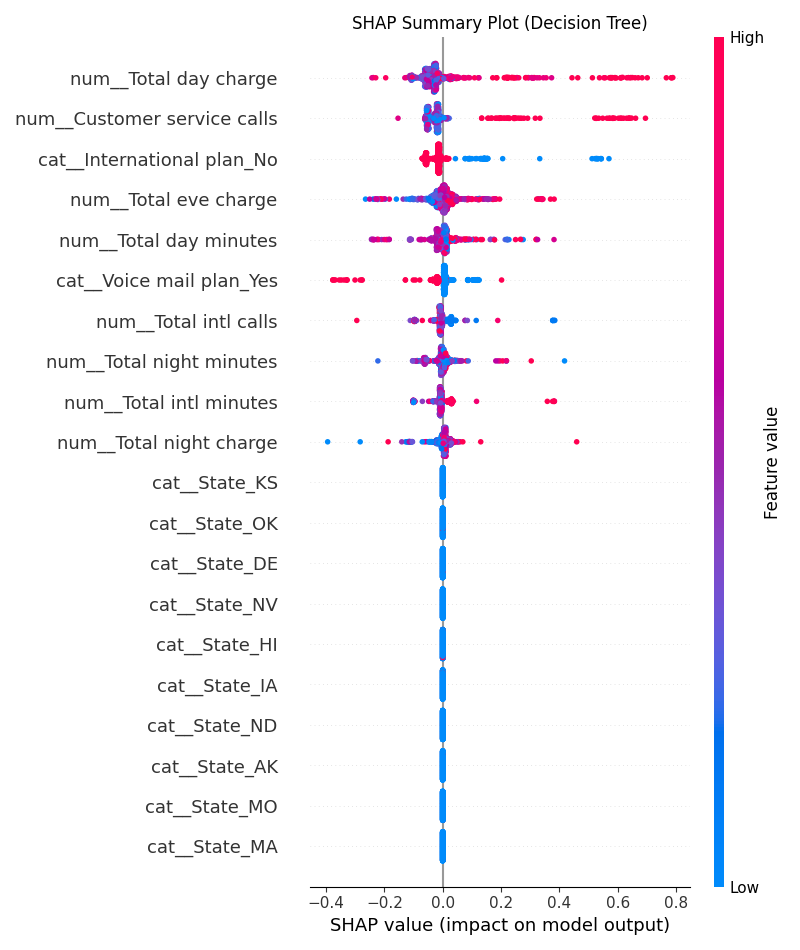 SHAP Summary Plot (Decision Tree)
High
num__Total day charge
num__Customer service calls
cat__International plan_No
num__Total eve charge
num__Total day minutes
cat__Voice mail plan_Yes
num__Total intl calls
num__Total night minutes
num__Total intl minutes
num__Total night charge
cat__State_KS
cat__State_OK
cat__State_DE
cat__State_NV
cat__State_HI
cat__State_IA
cat__State_ND
cat__State_AK
cat__State_MO
cat__State_MA
Feature value
Low
−0.4 −0.2 0.0 0.2 0.4 0.6 0.8
SHAP value (impact on model output)